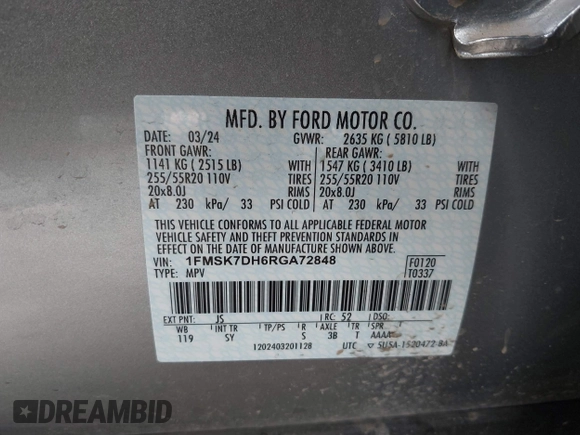 MFD. BY FORD MOTOR CO.
DATE: 03/24 GVWR: 2635 KG ( 5810 LB)
FRONT GAWR: REAR GAWR:
1141 KG ( 2515 LB) WITH 1547 KG ( 3410 LB) WITH
255/55R20 110V TIRES 255/55R20 110V TIRES
20x8.0J RIMS 20x8.0J RIMS
AT 230 kPa/ 33 PSI COLD AT 230 kPa/ 33 PSI COLD
THIS VEHICLE CONFORMS TO ALL APPLICABLE FEDERAL MOTOR
VEHICLE SAFETY AND THEFT PREVENTION STANDARDS IN
EFFECT ON THE DATE OF MANUFACTURE SHOWN ABOVE.
VIN: 1FMSK7DH6RGA72848 F0120
TYPE: MPV T0337
EXT PNT: JS RC: 52 DSO:
WB INT TR TP/PS R AXLE TR SPR
119 SY S 3B T AAAA
1202403201128 UTC 5USA-1520472-BA
DREAMBID